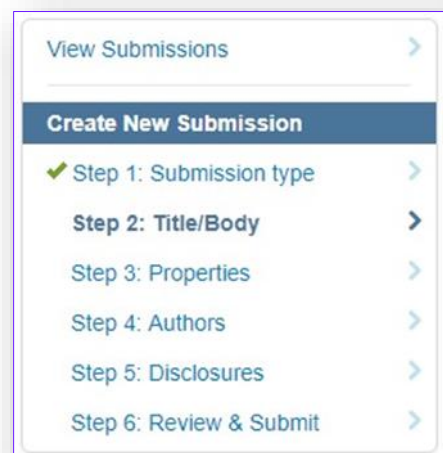 View Submissions
Create New Submission
Step 1: Submission type
Step 2: Title/Body
Step 3: Properties
Step 4: Authors
Step 5: Disclosures
Step 6: Review & Submit